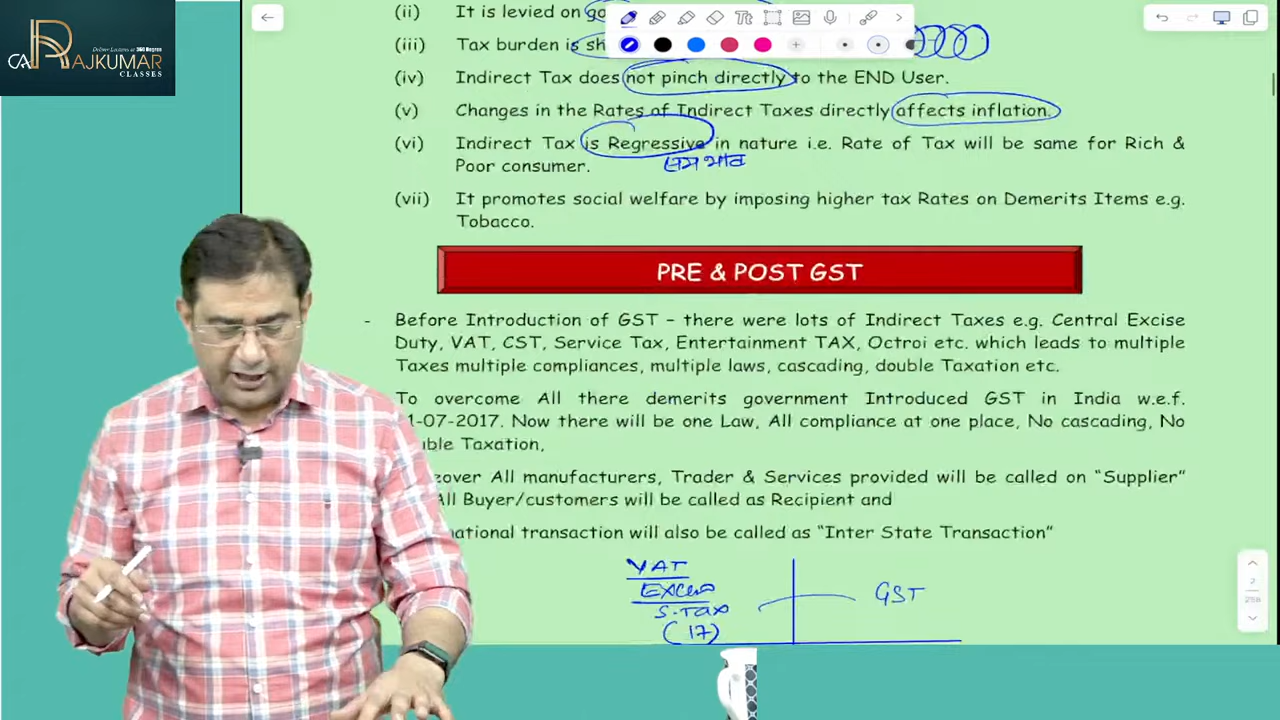 Deliver Lectures at 360 Degree
CA RAJKUMAR
CLASSES
(ii) It is levied on
(iii) Tax burden is
(iv) Indirect Tax does not pinch directly to the END User.
(v) Changes in the Rates of Indirect Taxes directly affects inflation.
(vi) Indirect Tax is Regressive in nature i.e. Rate of Tax will be same for Rich &
Poor consumer.
(vii) It promotes social welfare by imposing higher tax Rates on Demerits Items e.g.
Tobacco.
PRE & POST GST
- Before Introduction of GST – there were lots of Indirect Taxes e.g. Central Excise
Duty, VAT, CST, Service Tax, Entertainment TAX, Octroi etc. which leads to multiple
Taxes multiple compliances, multiple laws, cascading, double Taxation etc.
To overcome All there demerits government Introduced GST in India w.e.f.
1-07-2017. Now there will be one Law, All compliance at one place, No cascading, No
Taxation,
All manufacturers, Trader & Services provided will be called on “Supplier”
All Buyer/customers will be called as Recipient and
national transaction will also be called as “Inter State Transaction”
VAT
S.Tax
(17)
GST
Tt
2
258